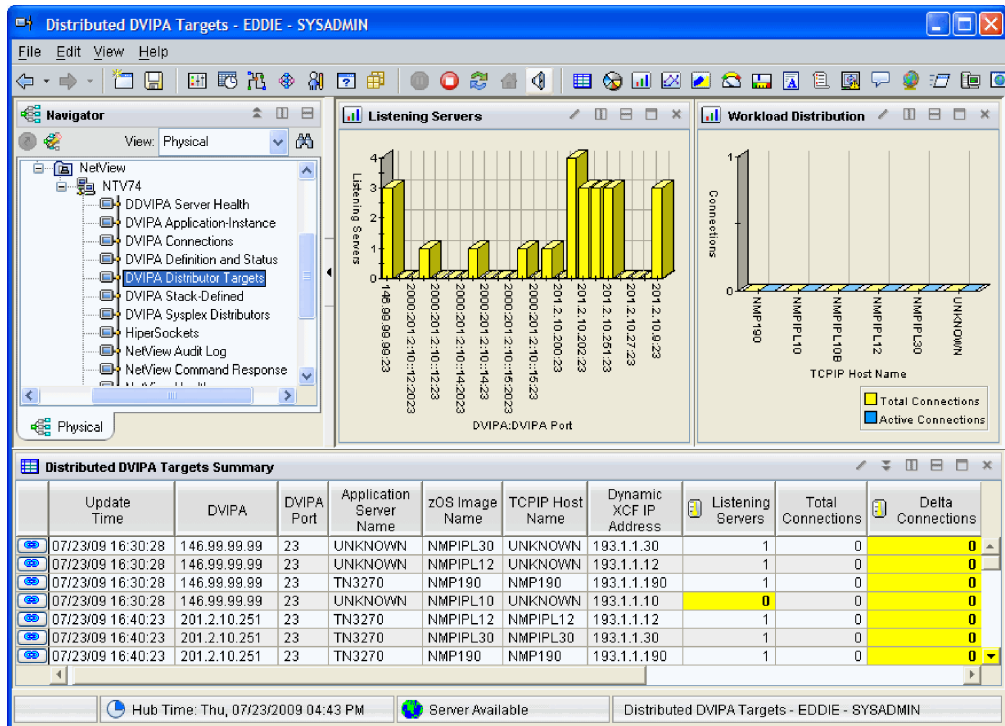 Distributed DVIPA Targets - EDDIE - SYSADMIN
File Edit View Help
Navigator
View: Physical
NetView
NTV74
DDVIPA Server Health
DVIPA Application-Instance
DVIPA Connections
DVIPA Definition and Status
DVIPA Distributor Targets
DVIPA Stack-Defined
DVIPA Sysplex Distributors
HiperSockets
NetView Audit Log
NetView Command Response
Physical
Listening Servers
Listening Servers
4
3
2
1
0
146.99.99.99:23
2000:201:2:10::12:2023
2000:201:2:10::12:23
2000:201:2:10::14:2023
2000:201:2:10::14:23
2000:201:2:10::15:2023
2000:201:2:10::15:23
201.2.10.200:23
201.2.10.202:23
201.2.10.251:23
201.2.10.27:23
201.2.10.9:23
DVIPA:DVIPA Port
Workload Distribution
Connections
1
0
NMP190
NMPIPL10
NMPIPL10B
NMPIPL12
NMPIPL30
UNKNOWN
TCPIP Host Name
Total Connections
Active Connections
Distributed DVIPA Targets Summary
Update Time DVIPA DVIPA Port Application Server Name zOS Image Name TCPIP Host Name Dynamic XCF IP Address Listening Servers Total Connections Delta Connections
07/23/09 16:30:28 146.99.99.99 23 UNKNOWN NMPIPL30 UNKNOWN 193.1.1.30 1 0 0
07/23/09 16:30:28 146.99.99.99 23 UNKNOWN NMPIPL12 UNKNOWN 193.1.1.12 1 0 0
07/23/09 16:30:28 146.99.99.99 23 TN3270 NMP190 NMP190 193.1.1.190 1 0 0
07/23/09 16:30:28 146.99.99.99 23 UNKNOWN NMPIPL10 UNKNOWN 193.1.1.10 0 0 0
07/23/09 16:40:23 201.2.10.251 23 TN3270 NMPIPL12 NMPIPL12 193.1.1.12 1 0 0
07/23/09 16:40:23 201.2.10.251 23 TN3270 NMPIPL30 NMPIPL30 193.1.1.30 1 0 0
07/23/09 16:40:23 201.2.10.251 23 TN3270 NMP190 NMP190 193.1.1.190 1 0 0
Hub Time: Thu, 07/23/2009 04:43 PM
Server Available
Distributed DVIPA Targets - EDDIE - SYSADMIN